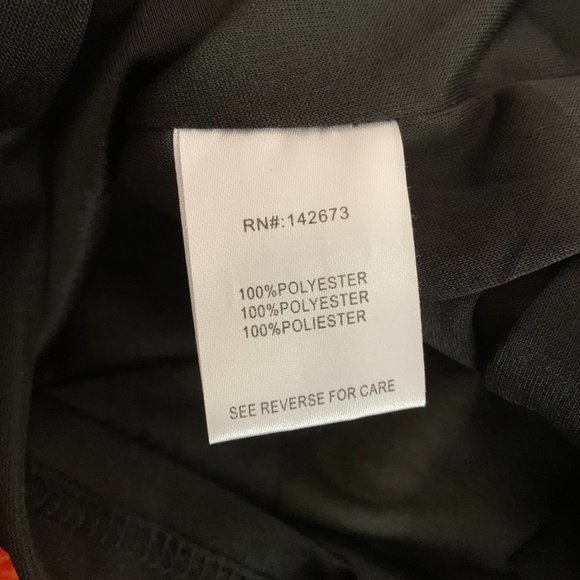 RN#:142673
100%POLYESTER
100%POLYESTER
100%POLIESTER
SEE REVERSE FOR CARE